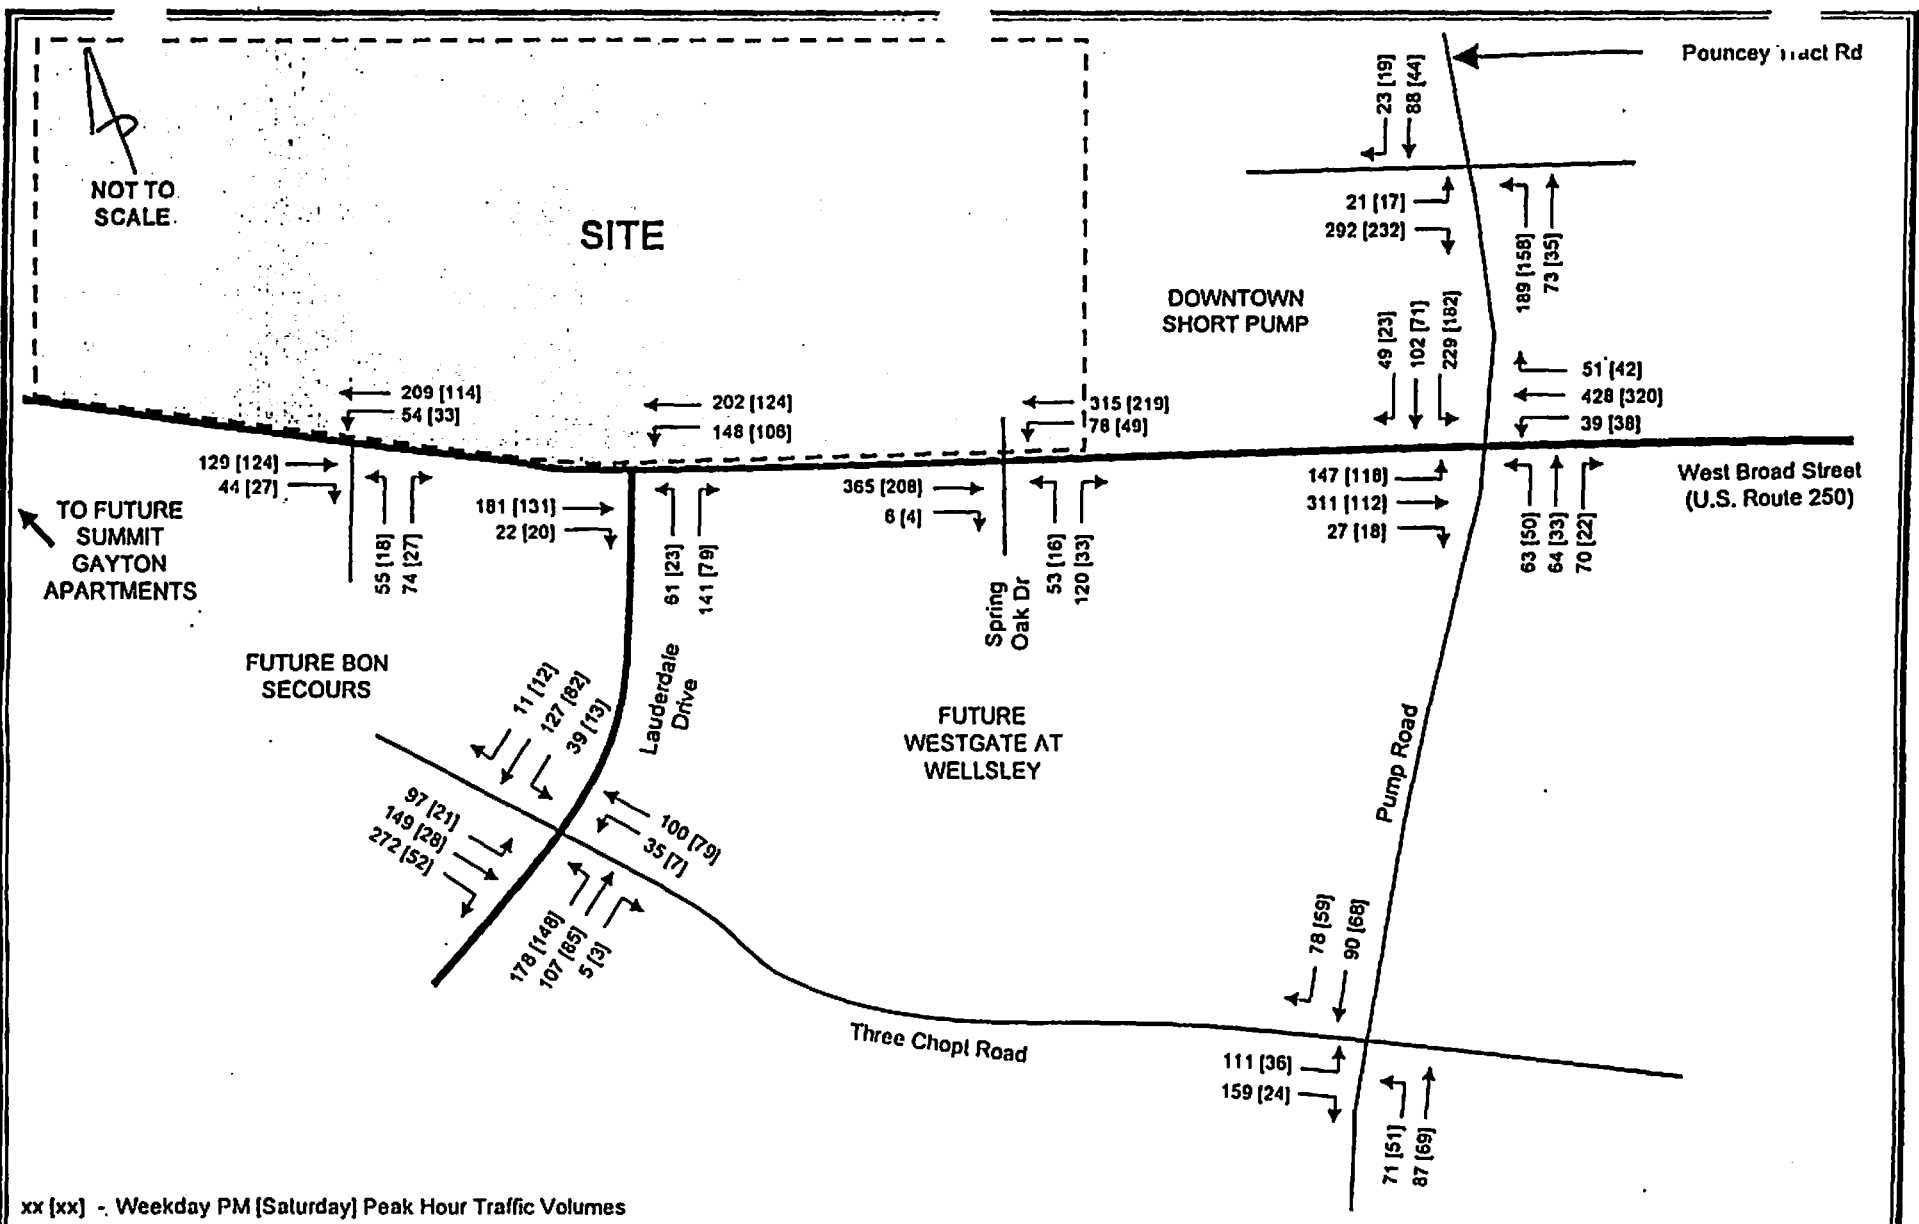 Pouncey Tract Rd
NOT TO
SCALE
SITE
23 [19]
88 [44]
21 [17]
292 [232]
189 [158]
73 [35]
DOWNTOWN
SHORT PUMP
49 [23]
102 [71]
229 [182]
51 [42]
428 [320]
39 [38]
209 [114]
54 [33]
202 [124]
148 [106]
315 [219]
78 [49]
129 [124]
44 [27]
181 [131]
22 [20]
365 [208]
6 [4]
147 [118]
311 [112]
27 [18]
West Broad Street
(U.S. Route 250)
TO FUTURE
SUMMIT
GAYTON
APARTMENTS
55 [18]
74 [27]
61 [23]
141 [79]
Spring
Oak Dr
53 [16]
120 [33]
63 [50]
64 [33]
70 [22]
FUTURE BON
SECOURS
11 [12]
127 [82]
39 [13]
Lauderdale
Drive
FUTURE
WESTGATE AT
WELLSLEY
Pump Road
97 [21]
149 [28]
272 [52]
100 [79]
35 [7]
178 [148]
107 [85]
5 [3]
78 [59]
90 [68]
Three Chopt Road
111 [36]
159 [24]
71 [51]
87 [69]
xx [xx] - Weekday PM [Saturday] Peak Hour Traffic Volumes